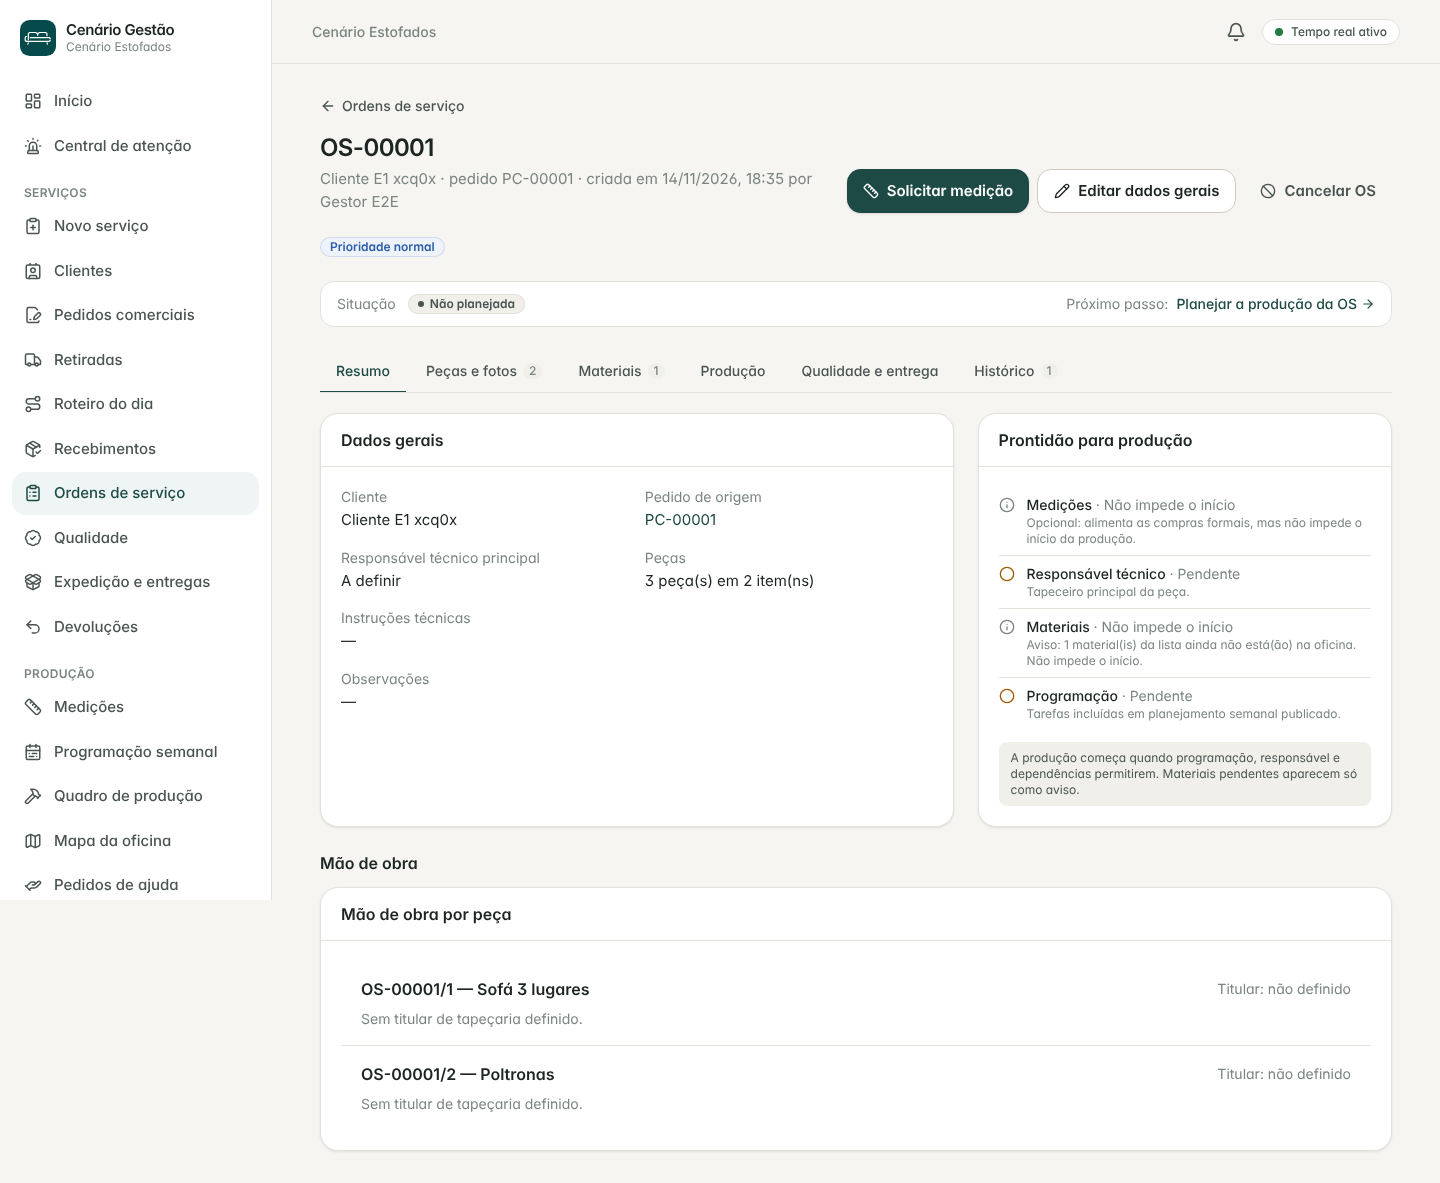 Cenário Gestão
Cenário Estofados
Início
Central de atenção
SERVIÇOS
Novo serviço
Clientes
Pedidos comerciais
Retiradas
Roteiro do dia
Recebimentos
Ordens de serviço
Qualidade
Expedição e entregas
Devoluções
PRODUÇÃO
Medições
Programação semanal
Quadro de produção
Mapa da oficina
Pedidos de ajuda
Cenário Estofados
Tempo real ativo
Ordens de serviço
OS-00001
Cliente E1 xcq0x · pedido PC-00001 · criada em 14/11/2026, 18:35 por
Gestor E2E
Solicitar medição
Editar dados gerais
Cancelar OS
Prioridade normal
Situação
Não planejada
Próximo passo: Planejar a produção da OS
Resumo
Peças e fotos 2
Materiais 1
Produção
Qualidade e entrega
Histórico 1
Dados gerais
Cliente
Cliente E1 xcq0x
Pedido de origem
PC-00001
Responsável técnico principal
A definir
Peças
3 peça(s) em 2 item(ns)
Instruções técnicas
—
Observações
—
Prontidão para produção
Medições · Não impede o início
Opcional: alimenta as compras formais, mas não impede o
início da produção.
Responsável técnico · Pendente
Tapeceiro principal da peça.
Materiais · Não impede o início
Aviso: 1 material(is) da lista ainda não está(ão) na oficina.
Não impede o início.
Programação · Pendente
Tarefas incluídas em planejamento semanal publicado.
A produção começa quando programação, responsável e
dependências permitirem. Materiais pendentes aparecem só
como aviso.
Mão de obra
Mão de obra por peça
OS-00001/1 — Sofá 3 lugares
Titular: não definido
Sem titular de tapeçaria definido.
OS-00001/2 — Poltronas
Titular: não definido
Sem titular de tapeçaria definido.